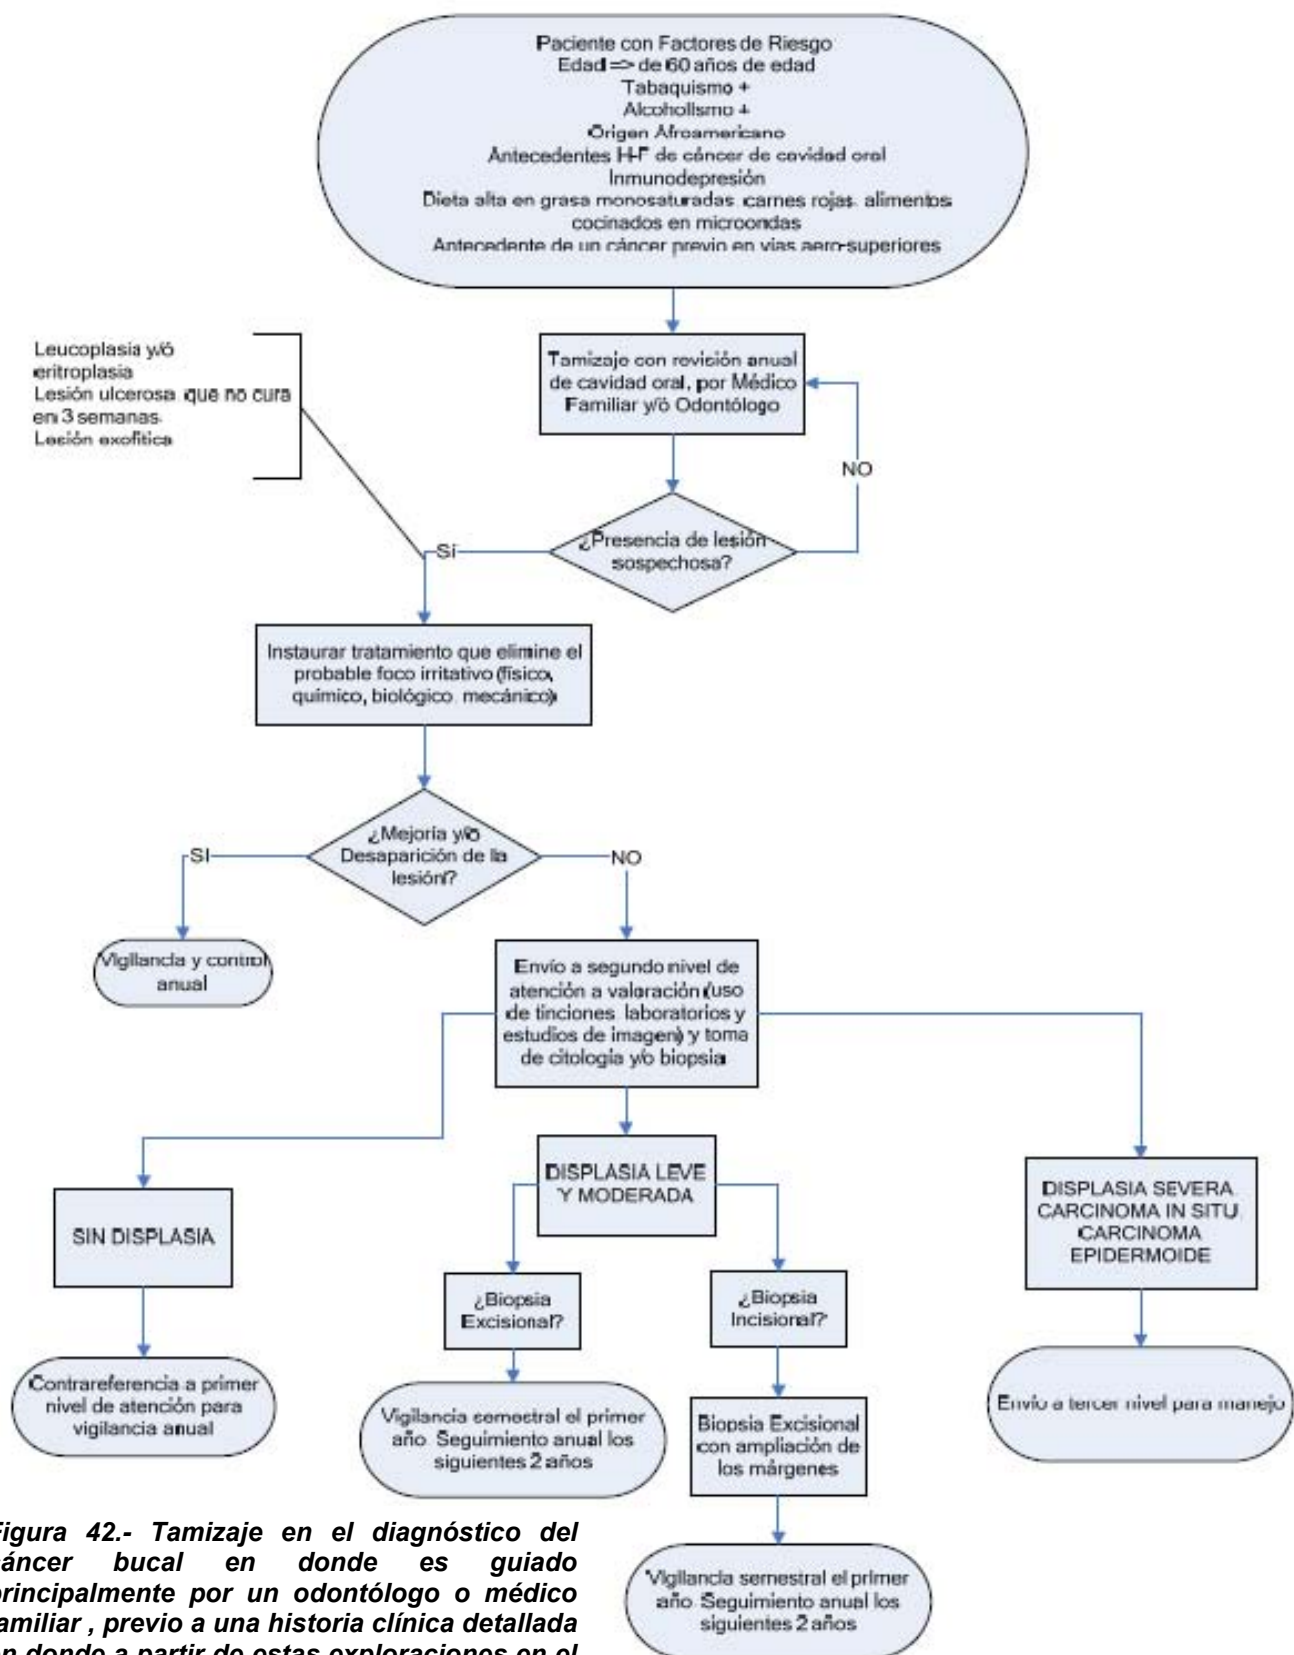 Paciente con Factores de Riesgo
Edad => de 60 años de edad
Tabaquismo +
Alcoholismo +
Origen Afroamericano
Antecedentes H-F de cáncer de cavidad oral
Inmunodepresión
Dieta alta en grasa monosaturadas, carnes rojas, alimentos
cocinados en microondas
Antecedente de un cáncer previo en vias aero-superiores
Leucoplasia y/ó
eritroplasia
Lesión ulcerosa que no cura
en 3 semanas.
Lesión exofítica
Tamizaje con revisión anual
de cavidad oral, por Médico
Familiar y/ó Odontólogo
NO
¿Presencia de lesión
sospechosa?
Sí
Instaurar tratamiento que elimine el
probable foco irritativo (físico,
químico, biológico, mecánico)
¿Mejoría y/ó
Desaparición de la
lesión?
SI
NO
Vigilancia y control
anual
Envío a segundo nivel de
atención a valoración (uso
de tinciones, laboratorios y
estudios de imagen) y toma
de citología y/o biopsia
SIN DISPLASIA
DISPLASIA LEVE
Y MODERADA
DISPLASIA SEVERA,
CARCINOMA IN SITU,
CARCINOMA
EPIDERMOIDE
¿Biopsia
Excisional?
¿Biopsia
Incisional?
Contrareferencia a primer
nivel de atención para
vigilancia anual
Vigilancia semestral el primer
año. Seguimiento anual los
siguientes 2 años
Biopsia Excisional
con ampliación de
los márgenes
Envío a tercer nivel para manejo
Vigilancia semestral el primer
año. Seguimiento anual los
siguientes 2 años
Figura 42.- Tamizaje en el diagnóstico del
cáncer bucal en donde es guiado
principalmente por un odontólogo o médico
familiar , previo a una historia clínica detallada
en donde a partir de estas exploraciones en el